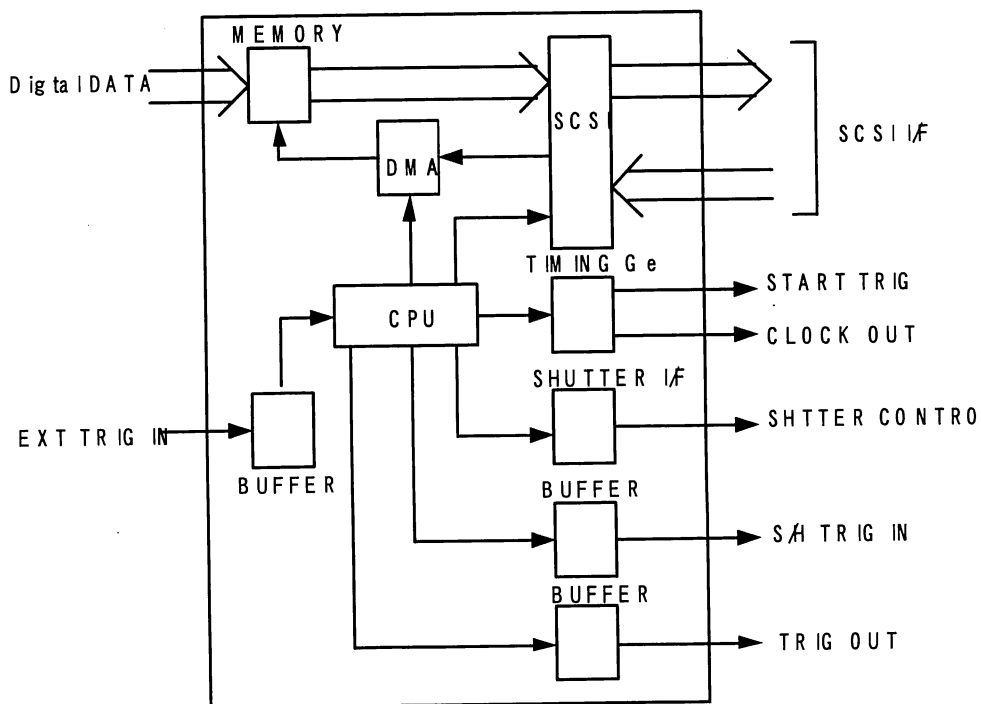 MEMORY
DigtalDATA
SCSI
SCSI I/F
DMA
TIMING Ge
START TRIG
CPU
CLOCK OUT
SHUTTER I/F
SHTTER CONTRO
EXT TRIG IN
BUFFER
BUFFER
S/H TRIG IN
BUFFER
TRIG OUT